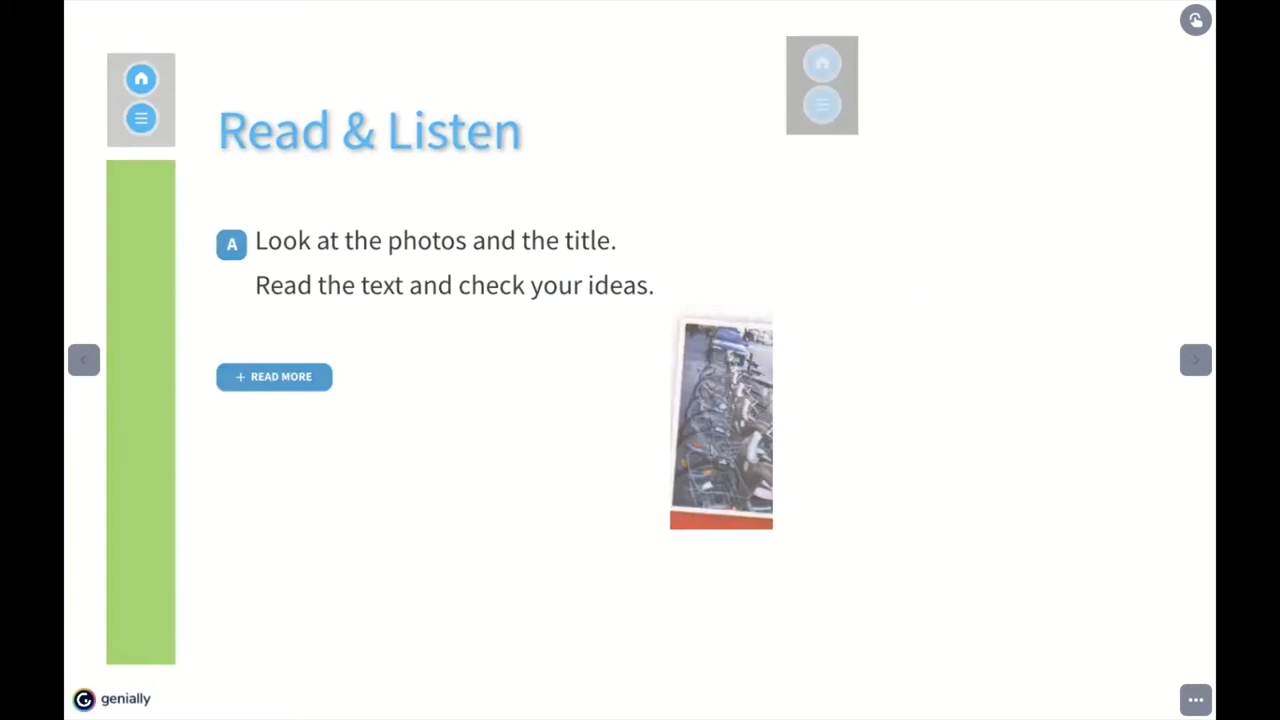 Read & Listen
A Look at the photos and the title.
Read the text and check your ideas.
+ READ MORE
genially